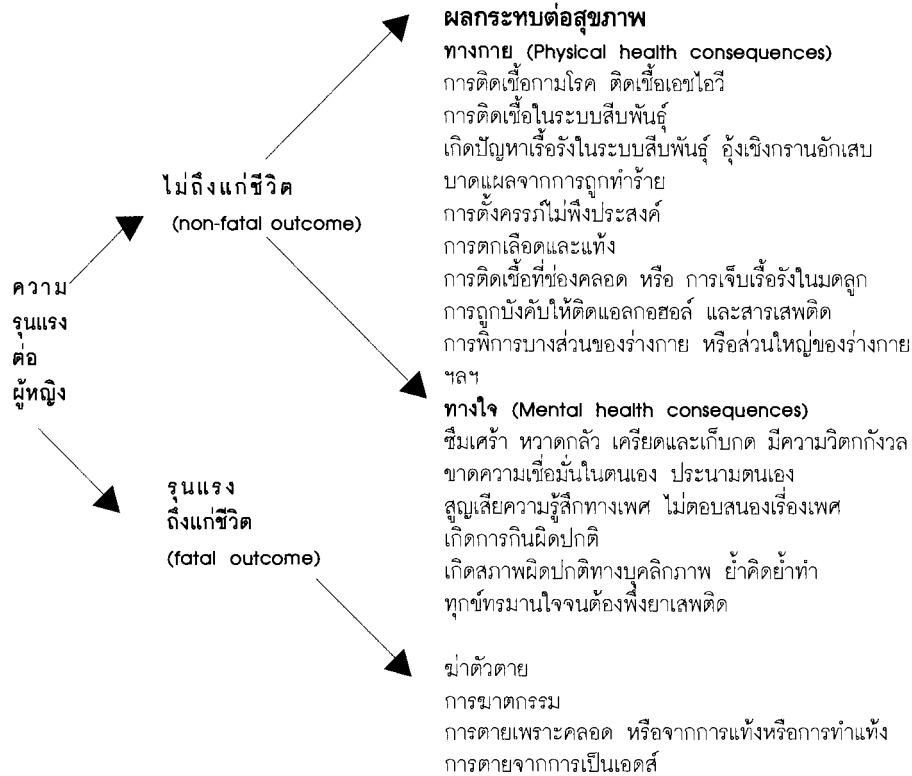 ผลกระทบต่อสุขภาพ
ทางกาย (Physical health consequences)
การติดเชื้อกามโรค ติดเชื้อเอชไอวี
การติดเชื้อในระบบสืบพันธุ์
เกิดปัญหาเรื้อรังในระบบสืบพันธุ์ อุ้งเชิงกรานอักเสบ
บาดแผลจากการถูกทำร้าย
การตั้งครรภ์ไม่พึงประสงค์
การตกเลือดและแท้ง
การติดเชื้อที่ช่องคลอด หรือ การเจ็บเรื้อรังในมดลูก
การถูกบังคับให้ติดแอลกอฮอล์ และสารเสพติด
การพิการบางส่วนของร่างกาย หรือส่วนใหญ่ของร่างกาย
ฯลฯ
ไม่ถึงแก่ชีวิต
(non-fatal outcome)
ความ
รุนแรง
ต่อ
ผู้หญิง
ทางใจ (Mental health consequences)
ซึมเศร้า หวาดกลัว เครียดและเก็บกด มีความวิตกกังวล
ขาดความเชื่อมั่นในตนเอง ประนามตนเอง
สูญเสียความรู้สึกทางเพศ ไม่ตอบสนองเรื่องเพศ
เกิดการกินผิดปกติ
เกิดสภาพผิดปกติทางบุคลิกภาพ ย้ำคิดย้ำทำ
ทุกข์ทรมานใจจนต้องพึ่งยาเสพติด
รุนแรง
ถึงแก่ชีวิต
(fatal outcome)
ฆ่าตัวตาย
การฆาตกรรม
การตายเพราะคลอด หรือจากการแท้งหรือการทำแท้ง
การตายจากการเป็นเอดส์